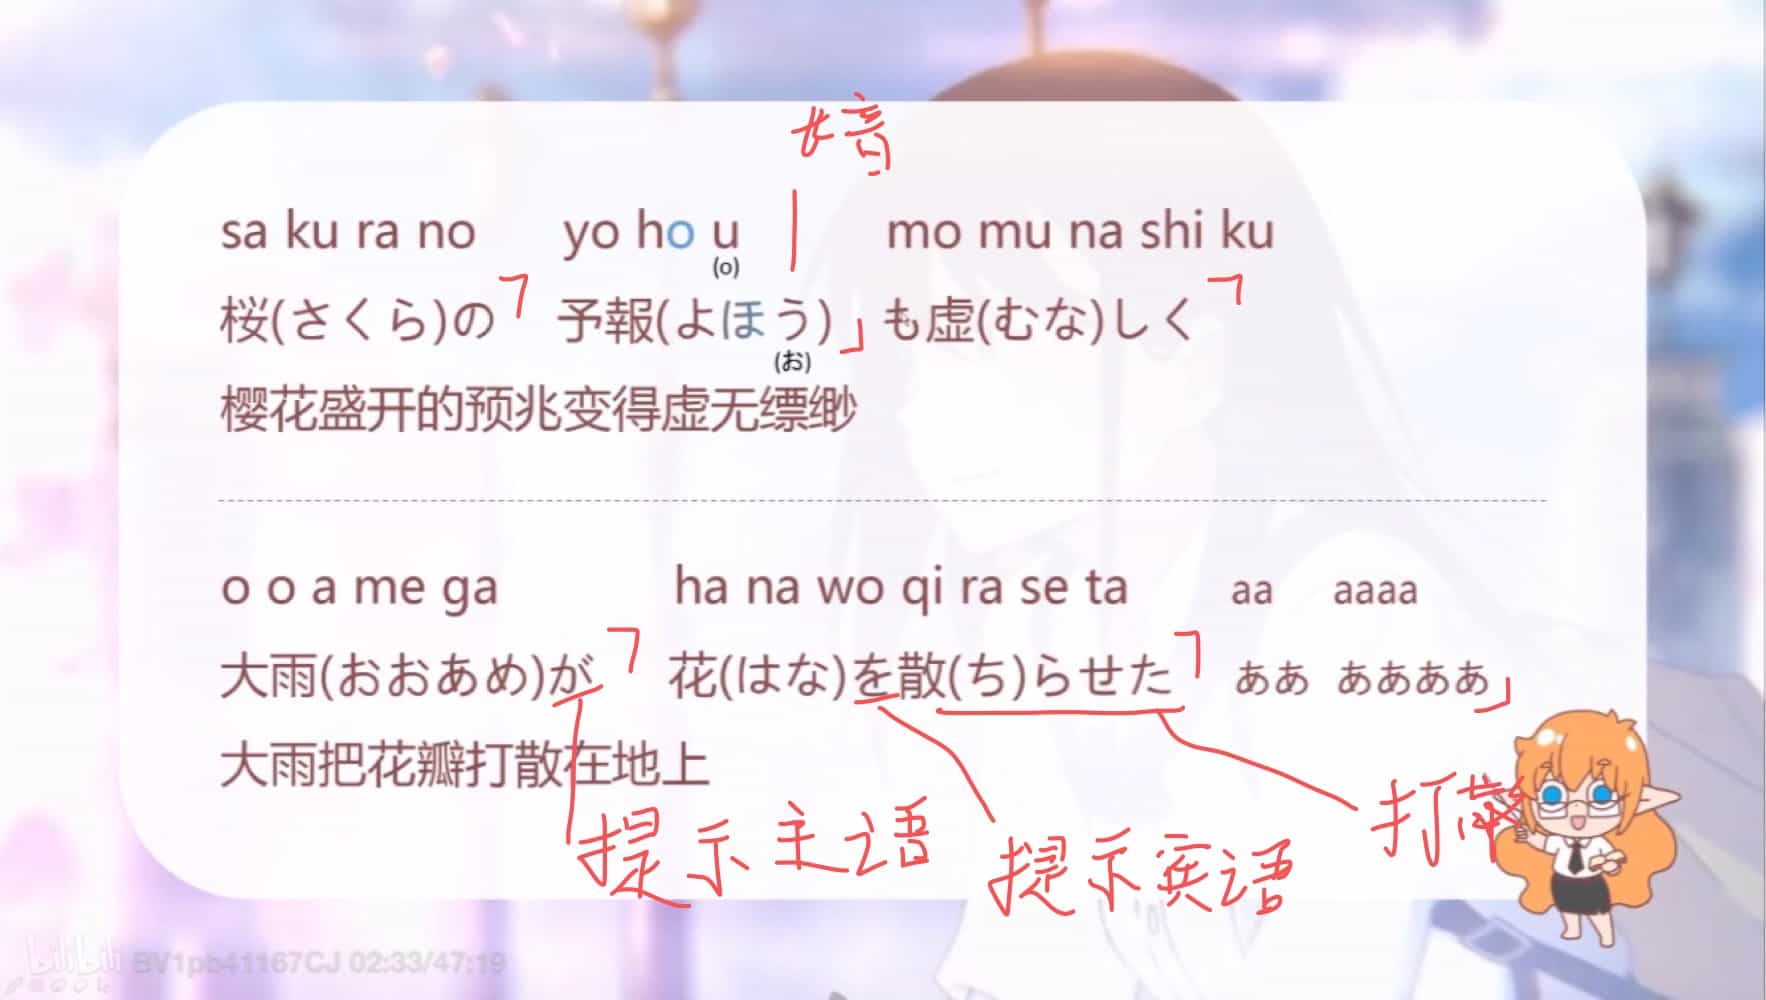 长音
sa ku ra no yo ho u mo mu na shi ku
(o)
桜(さくら)の 予報(よほう) も虚(むな)しく
(お)
樱花盛开的预兆变得虚无缥缈
o o a me ga ha na wo qi ra se ta aa aaaa
大雨(おおあめ)が 花(はな)を散(ち)らせた ああ ああああ
大雨把花瓣打散在地上
提示主语 提示宾语 打散
bilibili BV1pb41167CJ 02:33/47:19